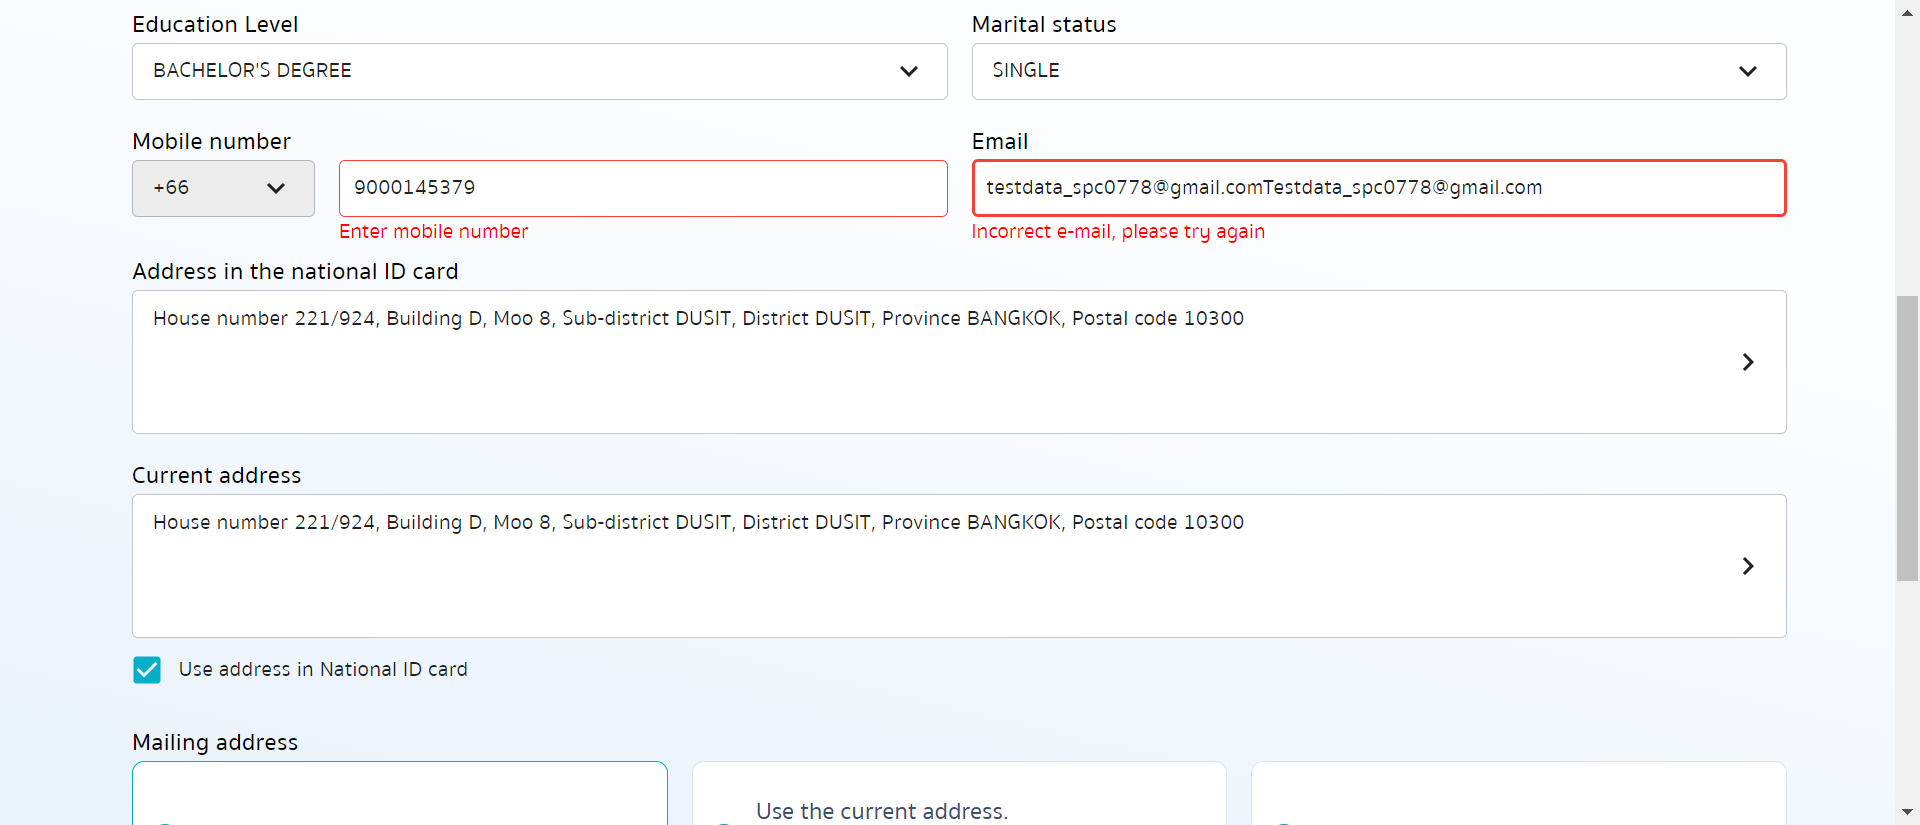 Education Level
Marital status
BACHELOR'S DEGREE
SINGLE
Mobile number
Email
+66
9000145379
testdata_spc0778@gmail.comTestdata_spc0778@gmail.com
Enter mobile number
Incorrect e-mail, please try again
Address in the national ID card
House number 221/924, Building D, Moo 8, Sub-district DUSIT, District DUSIT, Province BANGKOK, Postal code 10300
Current address
House number 221/924, Building D, Moo 8, Sub-district DUSIT, District DUSIT, Province BANGKOK, Postal code 10300
Use address in National ID card
Mailing address
Use the current address.